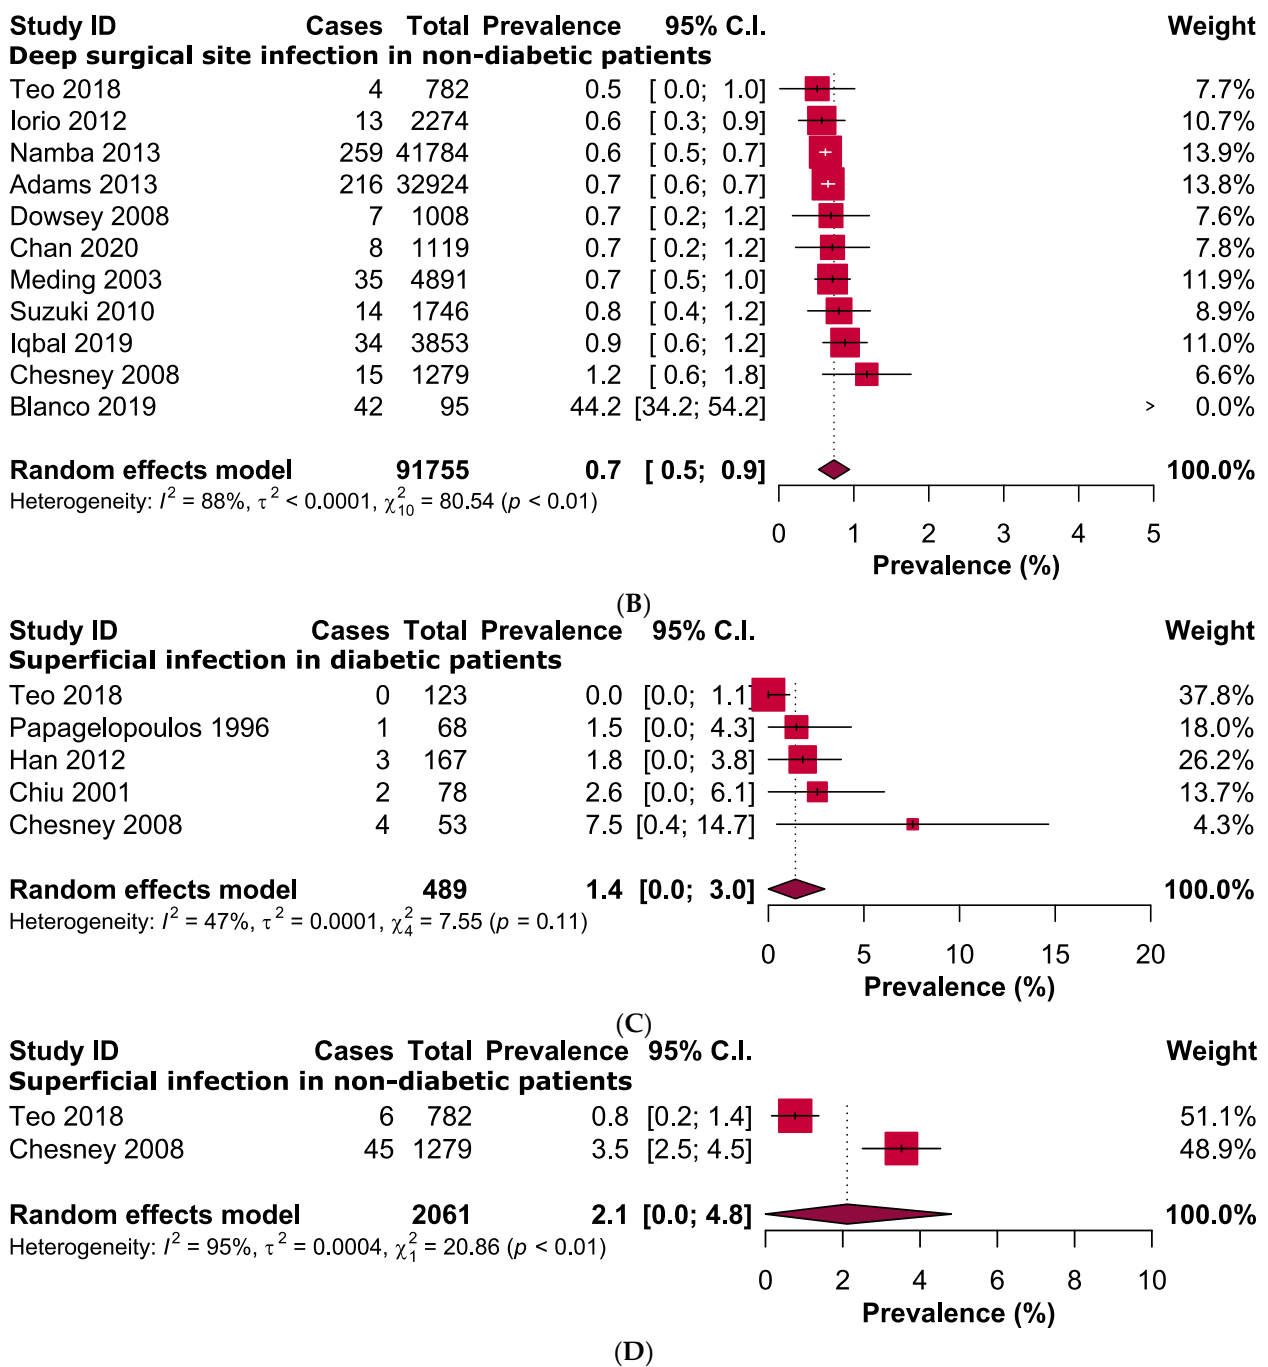 Study ID Cases Total Prevalence 95% C.I. Weight
Deep surgical site infection in non-diabetic patients
Teo 2018 4 782 0.5 [ 0.0; 1.0] 7.7%
Iorio 2012 13 2274 0.6 [ 0.3; 0.9] 10.7%
Namba 2013 259 41784 0.6 [ 0.5; 0.7] 13.9%
Adams 2013 216 32924 0.7 [ 0.6; 0.7] 13.8%
Dowsey 2008 7 1008 0.7 [ 0.2; 1.2] 7.6%
Chan 2020 8 1119 0.7 [ 0.2; 1.2] 7.8%
Meding 2003 35 4891 0.7 [ 0.5; 1.0] 11.9%
Suzuki 2010 14 1746 0.8 [ 0.4; 1.2] 8.9%
Iqbal 2019 34 3853 0.9 [ 0.6; 1.2] 11.0%
Chesney 2008 15 1279 1.2 [ 0.6; 1.8] 6.6%
Blanco 2019 42 95 44.2 [34.2; 54.2] > 0.0%
Random effects model 91755 0.7 [ 0.5; 0.9] 100.0%
Heterogeneity: I² = 88%, τ² < 0.0001, χ²₁₀ = 80.54 (p < 0.01)
0 1 2 3 4 5
Prevalence (%)
(B)
Study ID Cases Total Prevalence 95% C.I. Weight
Superficial infection in diabetic patients
Teo 2018 0 123 0.0 [0.0; 1.1] 37.8%
Papagelopoulos 1996 1 68 1.5 [0.0; 4.3] 18.0%
Han 2012 3 167 1.8 [0.0; 3.8] 26.2%
Chiu 2001 2 78 2.6 [0.0; 6.1] 13.7%
Chesney 2008 4 53 7.5 [0.4; 14.7] 4.3%
Random effects model 489 1.4 [0.0; 3.0] 100.0%
Heterogeneity: I² = 47%, τ² = 0.0001, χ²₄ = 7.55 (p = 0.11)
0 5 10 15 20
Prevalence (%)
(C)
Study ID Cases Total Prevalence 95% C.I. Weight
Superficial infection in non-diabetic patients
Teo 2018 6 782 0.8 [0.2; 1.4] 51.1%
Chesney 2008 45 1279 3.5 [2.5; 4.5] 48.9%
Random effects model 2061 2.1 [0.0; 4.8] 100.0%
Heterogeneity: I² = 95%, τ² = 0.0004, χ²₁ = 20.86 (p < 0.01)
0 2 4 6 8 10
Prevalence (%)
(D)